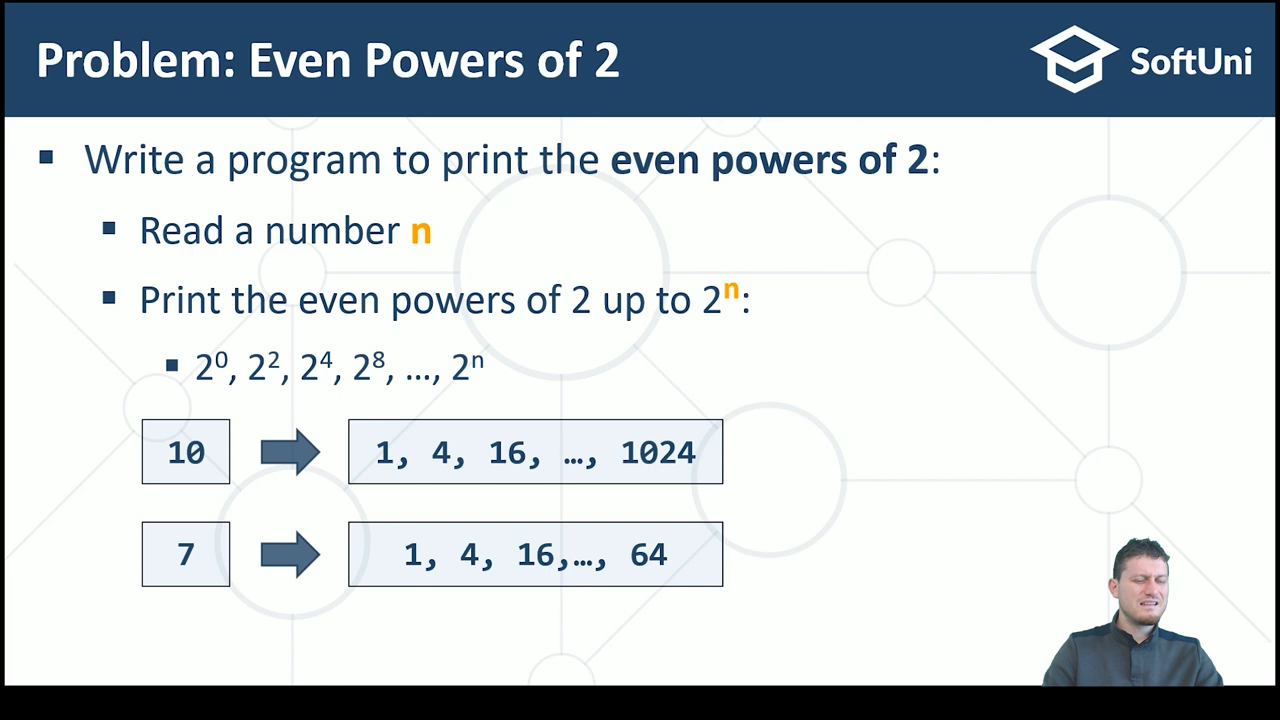 Problem: Even Powers of 2
SoftUni
▪ Write a program to print the even powers of 2:
▪ Read a number n
▪ Print the even powers of 2 up to 2ⁿ:
▪ 2⁰, 2², 2⁴, 2⁸, …, 2ⁿ
10 1, 4, 16, …, 1024
7 1, 4, 16,…, 64